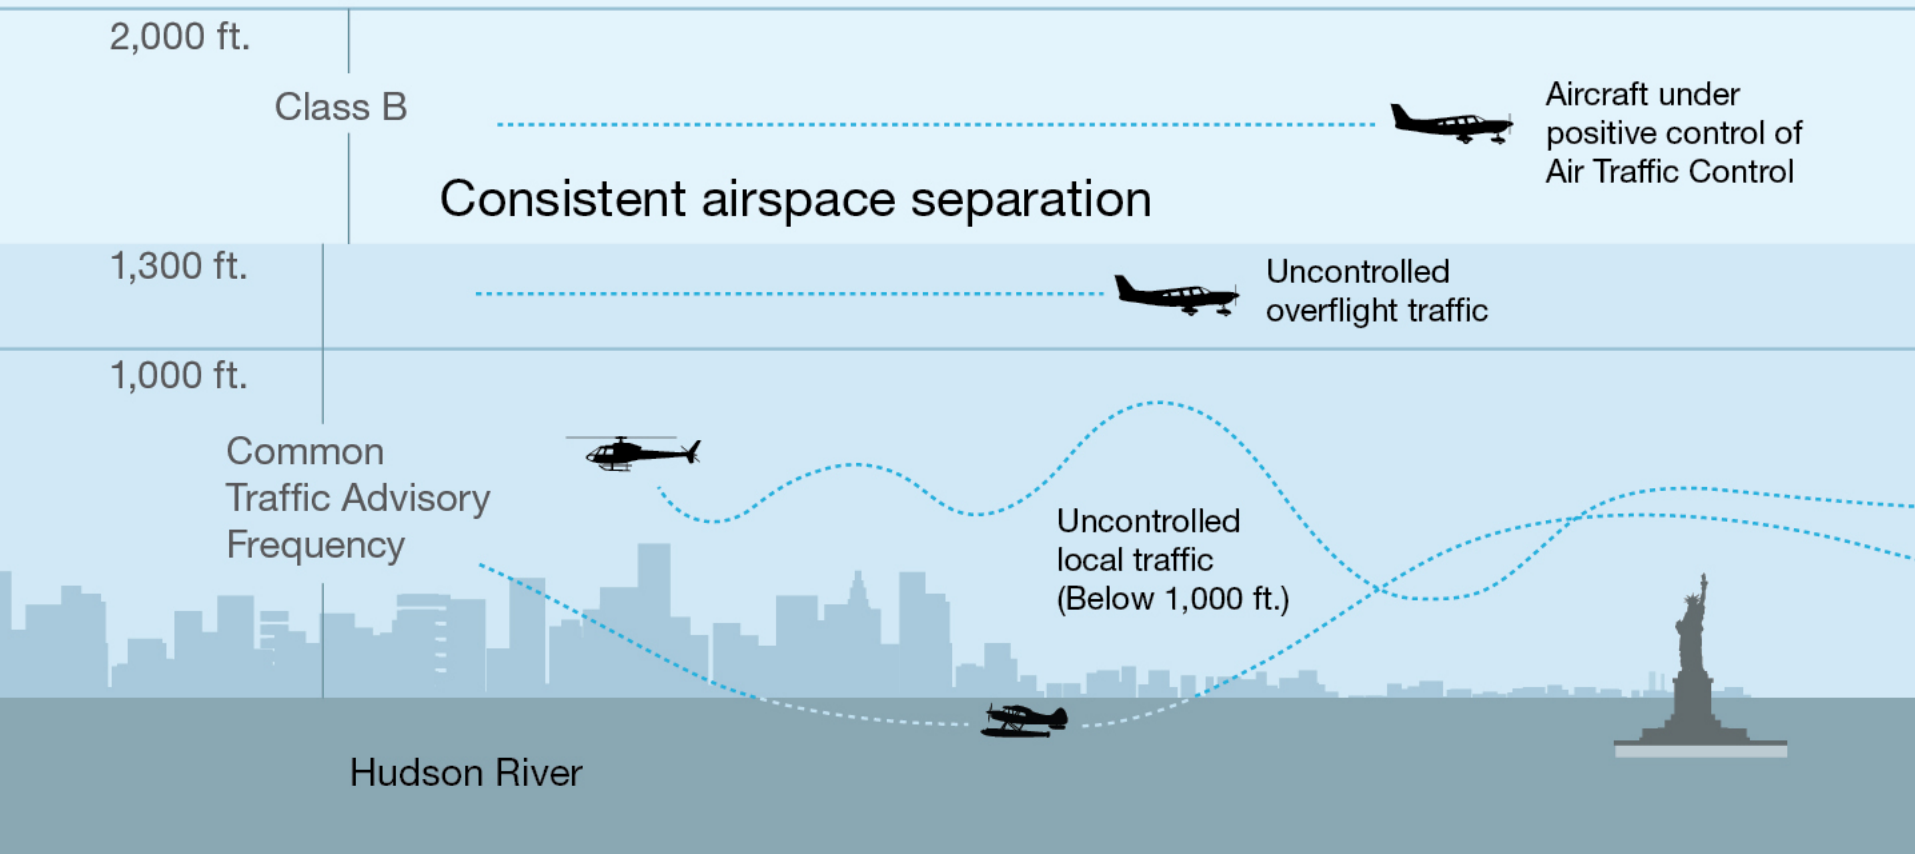 2,000 ft.
Class B
Aircraft under
positive control of
Air Traffic Control
Consistent airspace separation
1,300 ft.
Uncontrolled
overflight traffic
1,000 ft.
Common
Traffic Advisory
Frequency
Uncontrolled
local traffic
(Below 1,000 ft.)
Hudson River